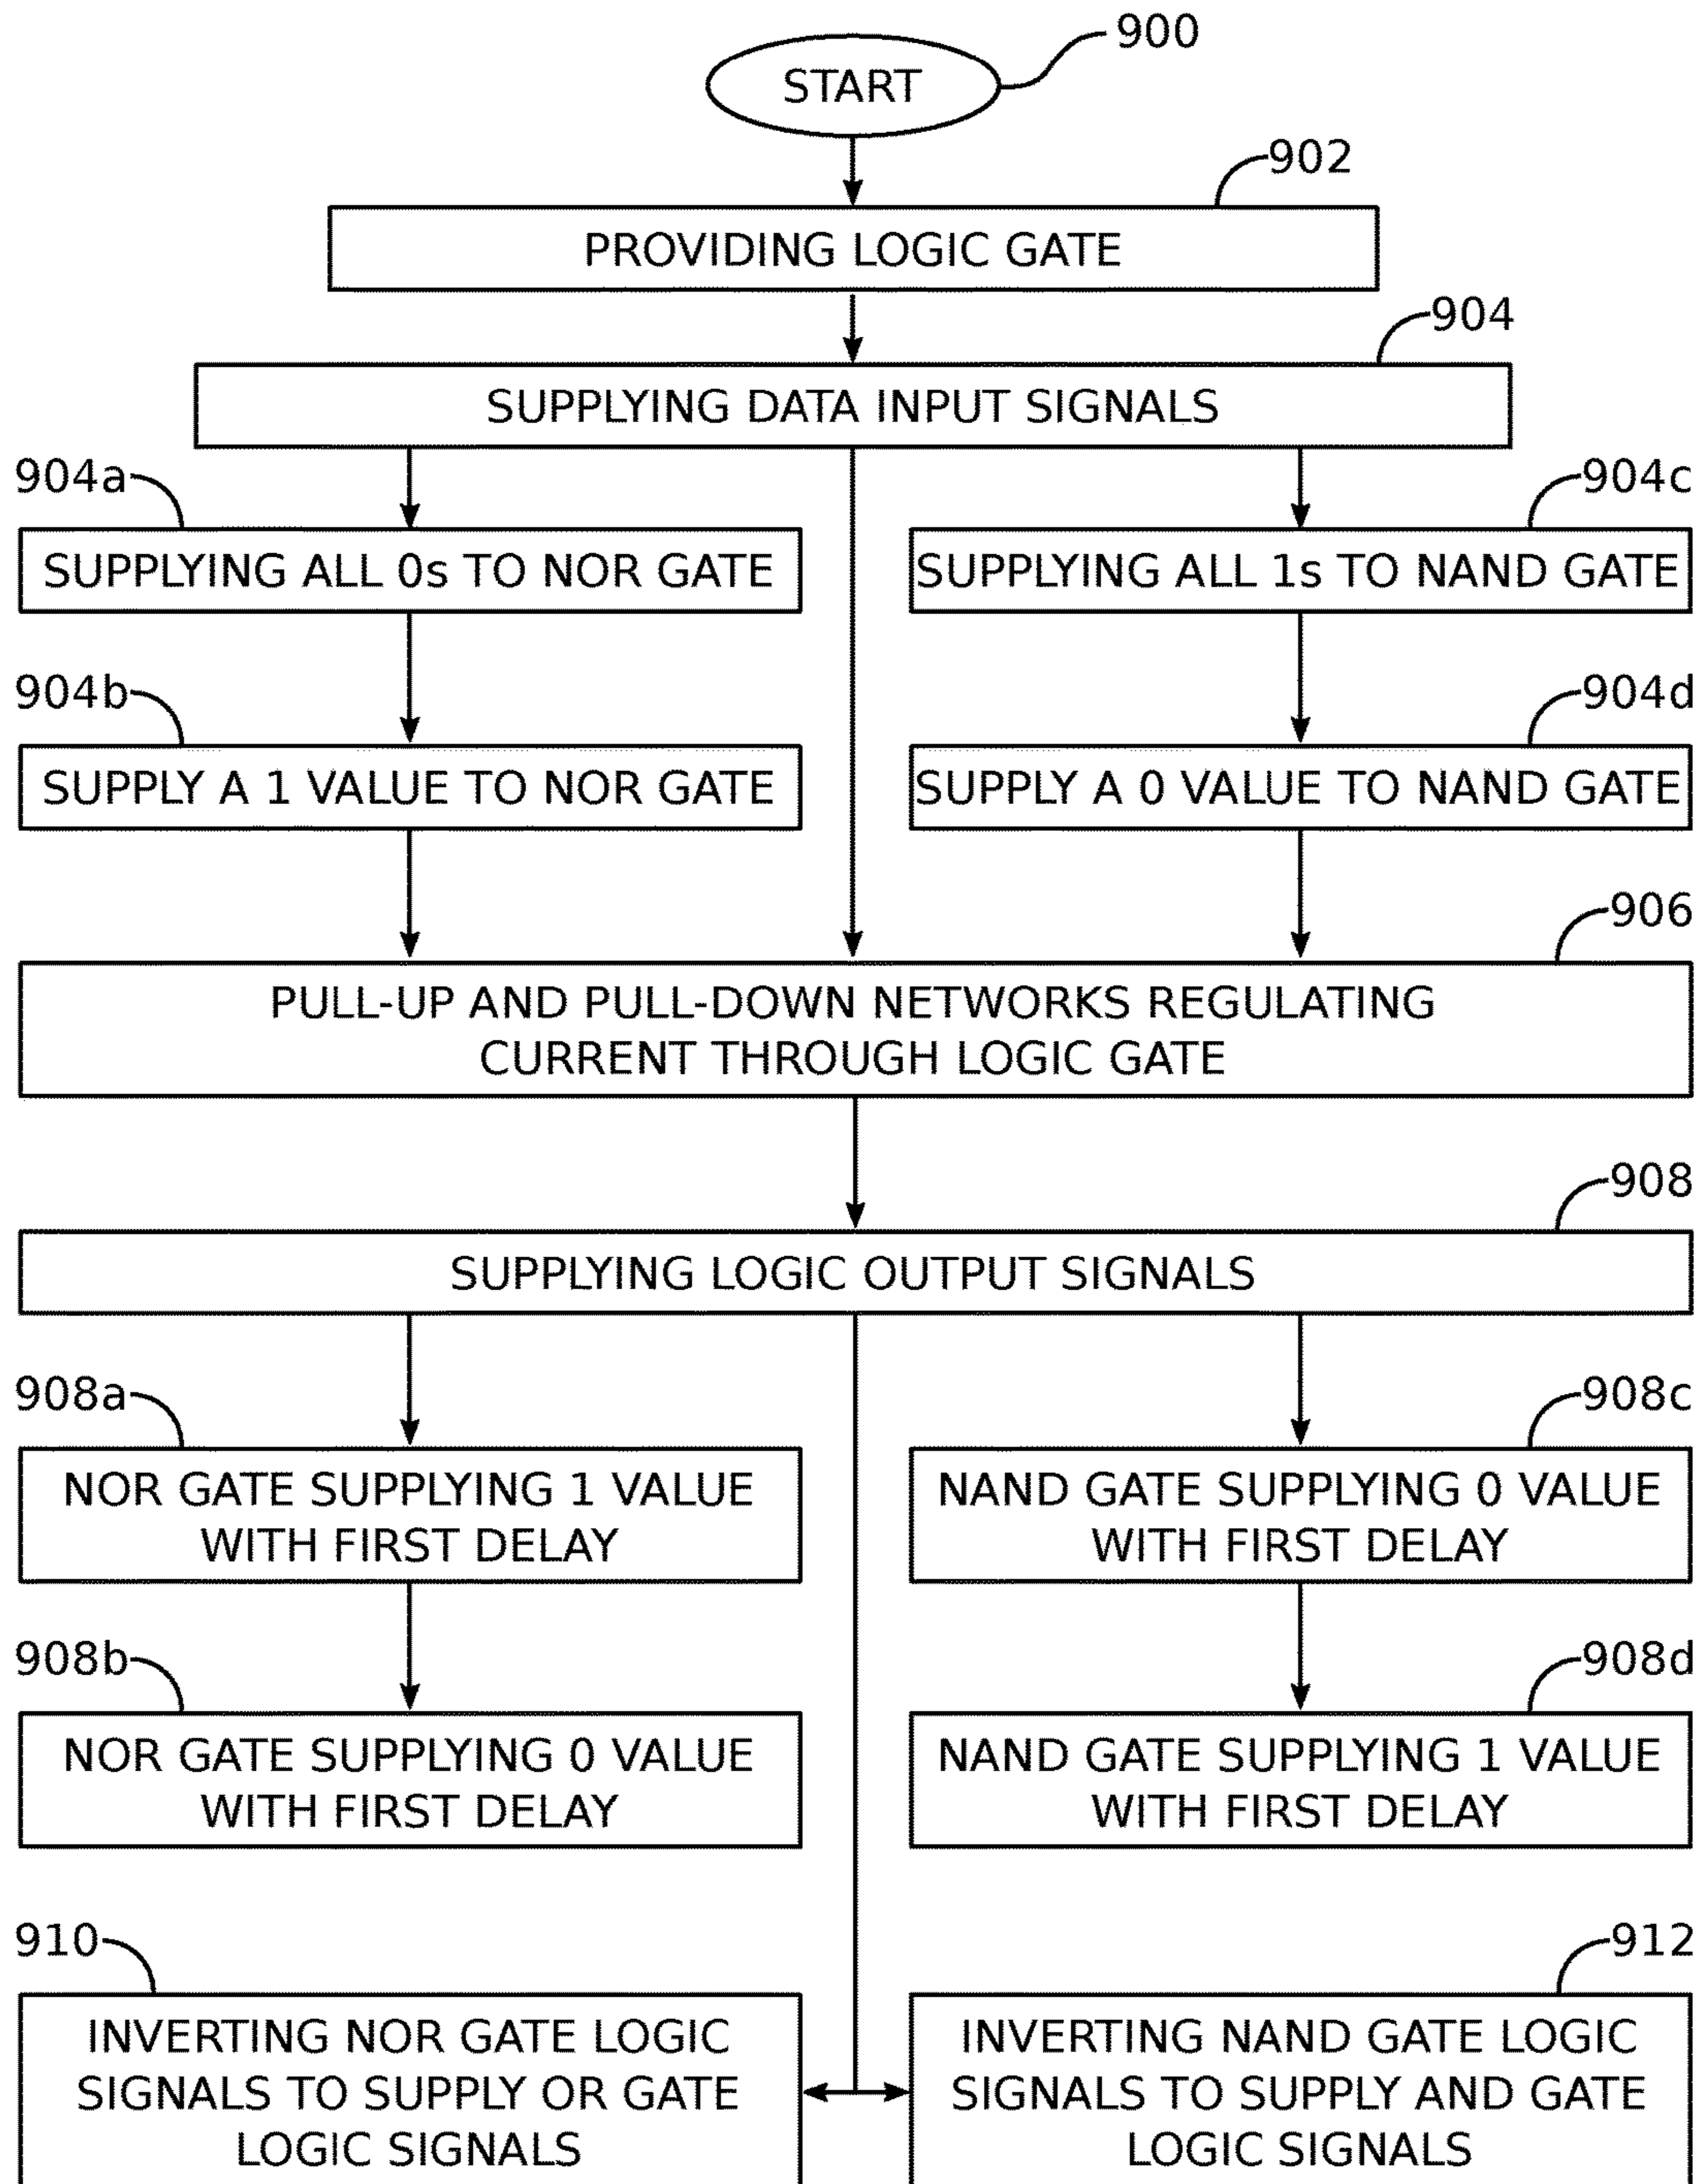 900
START
902
PROVIDING LOGIC GATE
904
SUPPLYING DATA INPUT SIGNALS
904a
904c
SUPPLYING ALL 0s TO NOR GATE
SUPPLYING ALL 1s TO NAND GATE
904b
904d
SUPPLY A 1 VALUE TO NOR GATE
SUPPLY A 0 VALUE TO NAND GATE
906
PULL-UP AND PULL-DOWN NETWORKS REGULATING
CURRENT THROUGH LOGIC GATE
908
SUPPLYING LOGIC OUTPUT SIGNALS
908a
908c
NOR GATE SUPPLYING 1 VALUE
WITH FIRST DELAY
NAND GATE SUPPLYING 0 VALUE
WITH FIRST DELAY
908b
908d
NOR GATE SUPPLYING 0 VALUE
WITH FIRST DELAY
NAND GATE SUPPLYING 1 VALUE
WITH FIRST DELAY
910
912
INVERTING NOR GATE LOGIC
SIGNALS TO SUPPLY OR GATE
LOGIC SIGNALS
INVERTING NAND GATE LOGIC
SIGNALS TO SUPPLY AND GATE
LOGIC SIGNALS